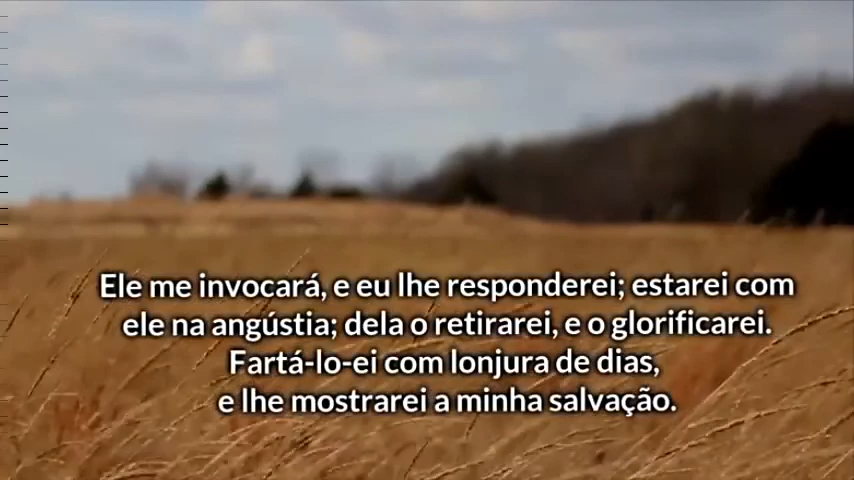 Ele me invocará, e eu lhe responderei; estarei com
ele na angústia; dela o retirarei, e o glorificarei.
Fartá-lo-ei com lonjura de dias,
e lhe mostrarei a minha salvação.